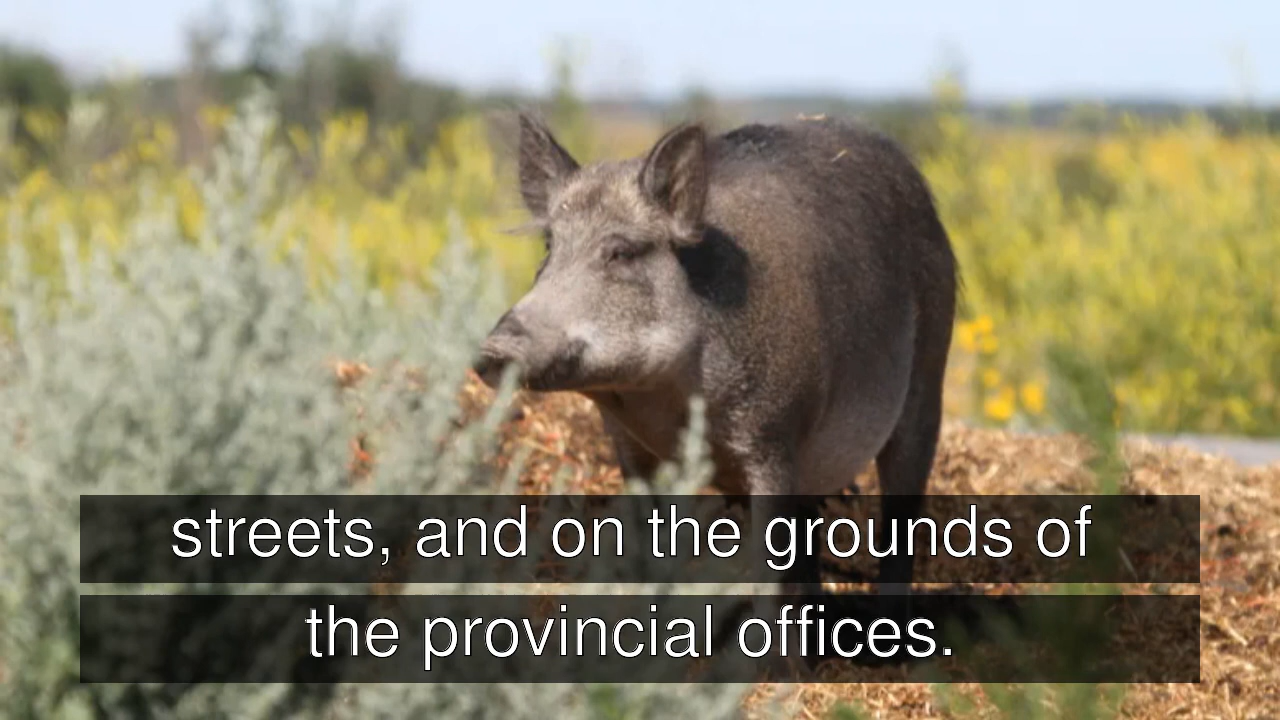 streets, and on the grounds of
the provincial offices.